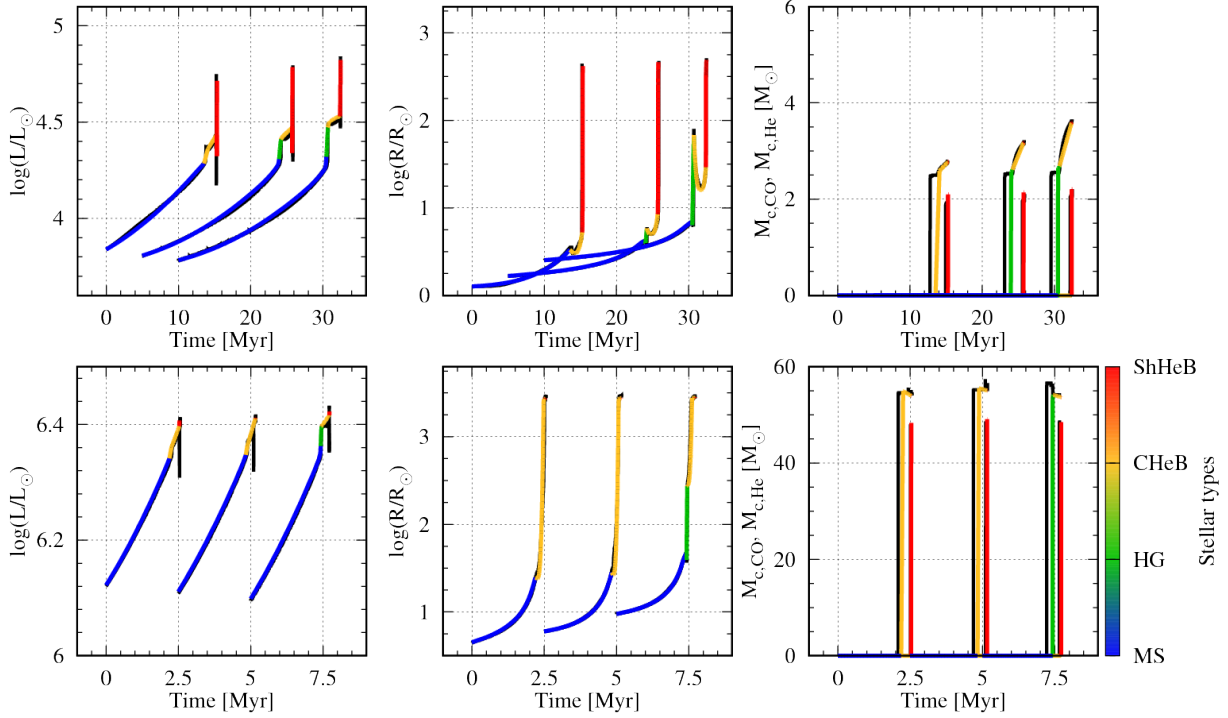 5
4.5
4
log(L/L⊙)
0
10
20
30
Time [Myr]
3
2
1
0
log(R/R⊙)
0
10
20
30
Time [Myr]
6
4
2
0
M_c,CO, M_c,He [M⊙]
0
10
20
30
Time [Myr]
6.4
6.2
6
log(L/L⊙)
0
2.5
5
7.5
Time [Myr]
3
2
1
log(R/R⊙)
0
2.5
5
7.5
Time [Myr]
60
40
20
0
M_c,CO, M_c,He [M⊙]
0
2.5
5
7.5
Time [Myr]
ShHeB
CHeB
HG
MS
Stellar types